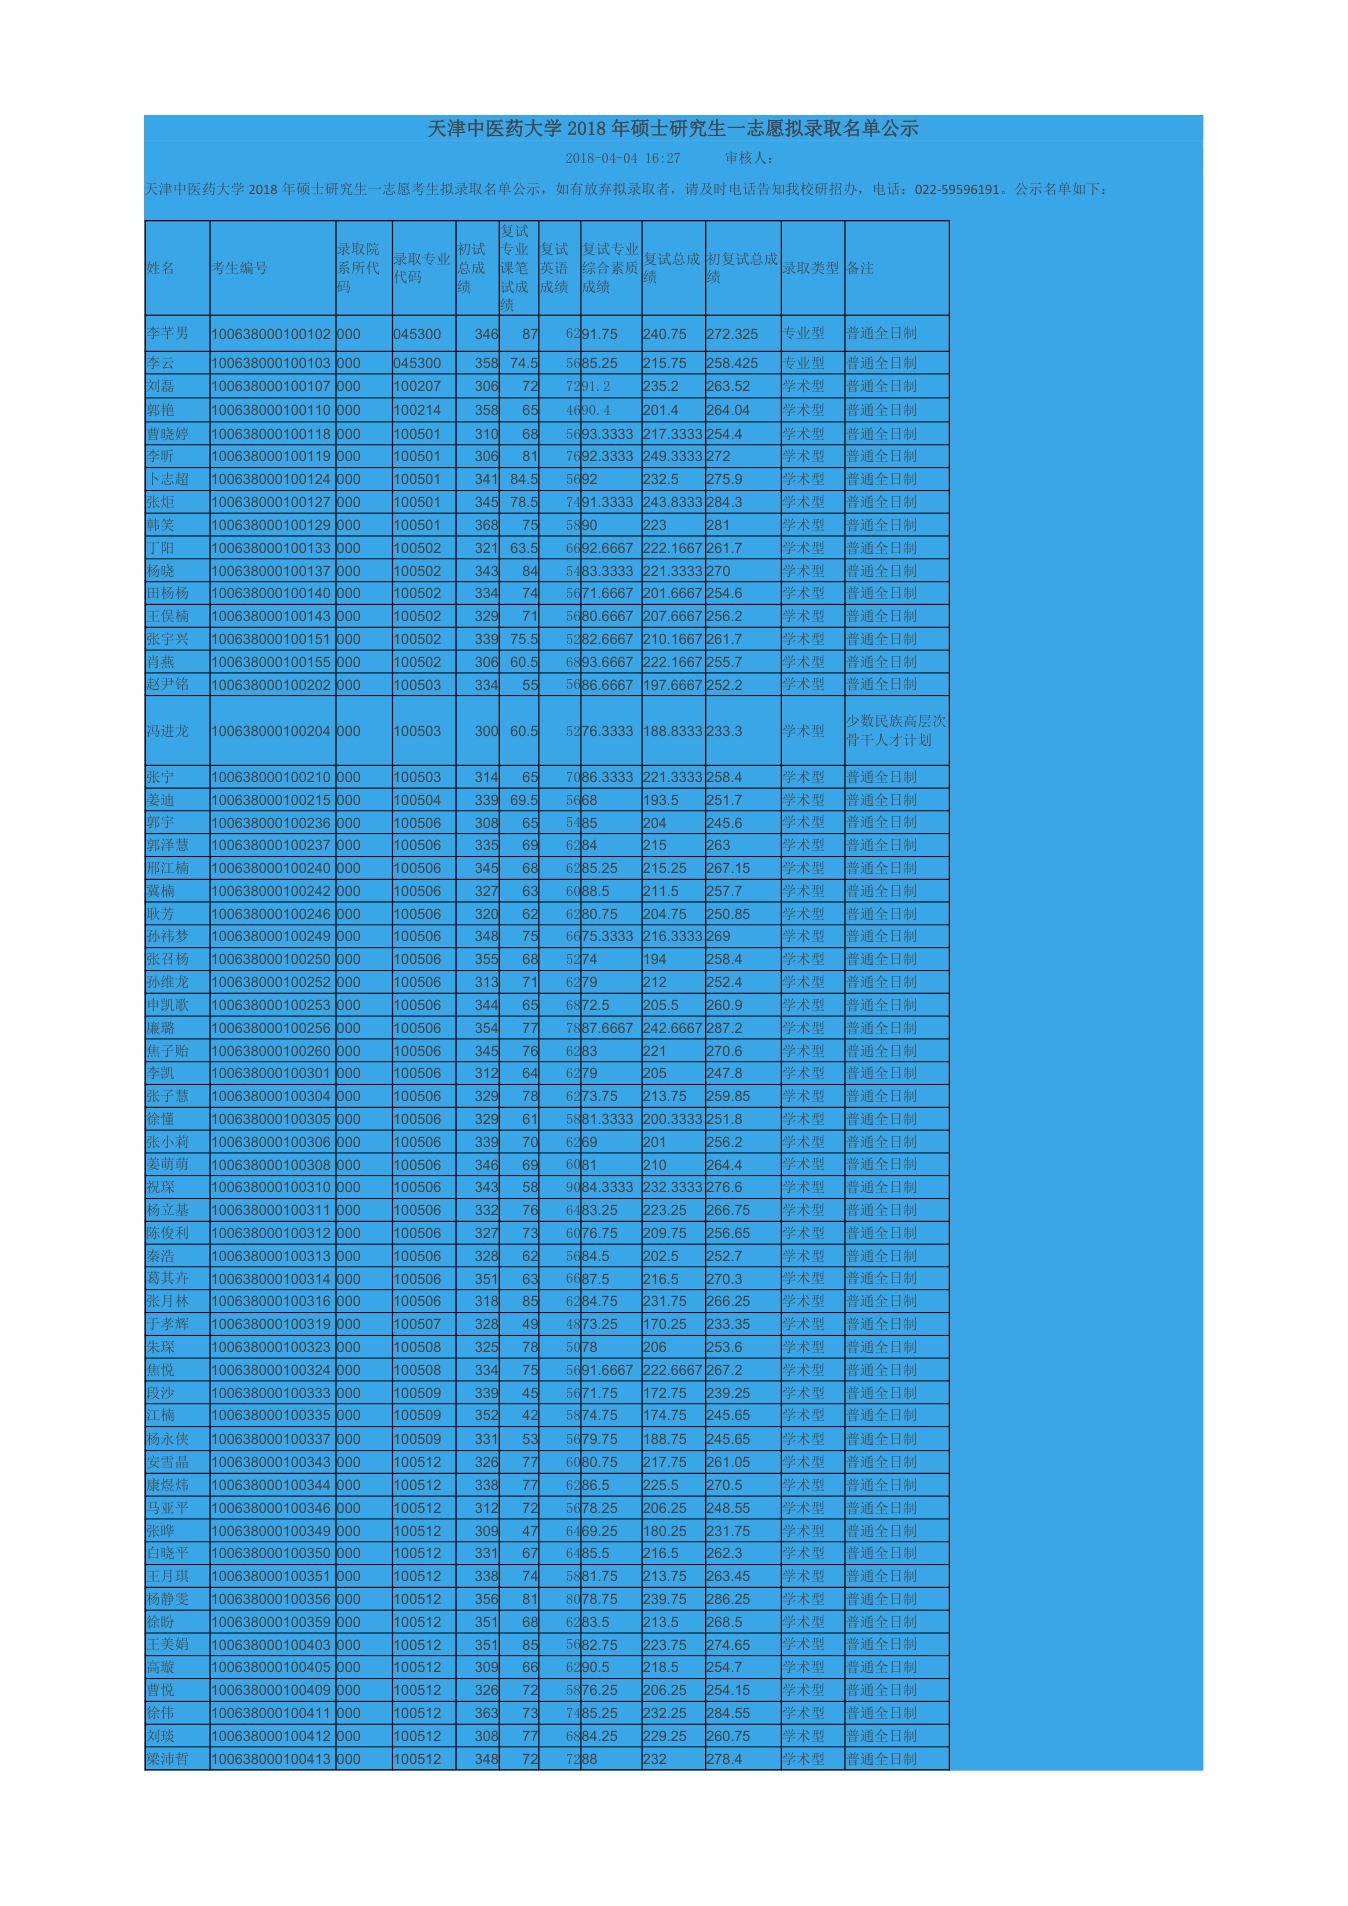 天津中医药大学 2018 年硕士研究生一志愿拟录取名单公示
2018-04-04 16:27 审核人：
天津中医药大学 2018 年硕士研究生一志愿考生拟录取名单公示，如有放弃拟录取者，请及时电话告知我校研招办，电话：022-59596191。公示名单如下：
姓名 考生编号 录取院系所代码 录取专业代码 初试总成绩 复试专业课笔试成绩 复试英语成绩 复试专业综合素质成绩 复试总成绩 初复试总成绩 录取类型 备注
李芊男 100638000100102 000 045300 346 87 62 91.75 240.75 272.325 专业型 普通全日制
李云 100638000100103 000 045300 358 74.5 56 85.25 215.75 258.425 专业型 普通全日制
刘磊 100638000100107 000 100207 306 72 72 91.2 235.2 263.52 学术型 普通全日制
郭艳 100638000100110 000 100214 358 65 46 90.4 201.4 264.04 学术型 普通全日制
曹晓婷 100638000100118 000 100501 310 68 56 93.3333 217.3333 254.4 学术型 普通全日制
李昕 100638000100119 000 100501 306 81 76 92.3333 249.3333 272 学术型 普通全日制
卜志超 100638000100124 000 100501 341 84.5 56 92 232.5 275.9 学术型 普通全日制
张炬 100638000100127 000 100501 345 78.5 74 91.3333 243.8333 284.3 学术型 普通全日制
韩笑 100638000100129 000 100501 368 75 58 90 223 281 学术型 普通全日制
丁阳 100638000100133 000 100502 321 63.5 66 92.6667 222.1667 261.7 学术型 普通全日制
杨晓 100638000100137 000 100502 343 84 54 83.3333 221.3333 270 学术型 普通全日制
田杨杨 100638000100140 000 100502 334 74 56 71.6667 201.6667 254.6 学术型 普通全日制
王俣楠 100638000100143 000 100502 329 71 56 80.6667 207.6667 256.2 学术型 普通全日制
张宇兴 100638000100151 000 100502 339 75.5 52 82.6667 210.1667 261.7 学术型 普通全日制
肖燕 100638000100155 000 100502 306 60.5 68 93.6667 222.1667 255.7 学术型 普通全日制
赵尹铭 100638000100202 000 100503 334 55 56 86.6667 197.6667 252.2 学术型 普通全日制
冯进龙 100638000100204 000 100503 300 60.5 52 76.3333 188.8333 233.3 学术型 少数民族高层次骨干人才计划
张宁 100638000100210 000 100503 314 65 70 86.3333 221.3333 258.4 学术型 普通全日制
姜迪 100638000100215 000 100504 339 69.5 56 68 193.5 251.7 学术型 普通全日制
郭宇 100638000100236 000 100506 308 65 54 85 204 245.6 学术型 普通全日制
郭泽慧 100638000100237 000 100506 335 69 62 84 215 263 学术型 普通全日制
邢江楠 100638000100240 000 100506 345 68 62 85.25 215.25 267.15 学术型 普通全日制
冀楠 100638000100242 000 100506 327 63 60 88.5 211.5 257.7 学术型 普通全日制
耿芳 100638000100246 000 100506 320 62 62 80.75 204.75 250.85 学术型 普通全日制
孙祎梦 100638000100249 000 100506 348 75 66 75.3333 216.3333 269 学术型 普通全日制
张召杨 100638000100250 000 100506 355 68 52 74 194 258.4 学术型 普通全日制
孙维龙 100638000100252 000 100506 313 71 62 79 212 252.4 学术型 普通全日制
申凯歌 100638000100253 000 100506 344 65 68 72.5 205.5 260.9 学术型 普通全日制
廉璐 100638000100256 000 100506 354 77 78 87.6667 242.6667 287.2 学术型 普通全日制
焦子贻 100638000100260 000 100506 345 76 62 83 221 270.6 学术型 普通全日制
李凯 100638000100301 000 100506 312 64 62 79 205 247.8 学术型 普通全日制
张子慧 100638000100304 000 100506 329 78 62 73.75 213.75 259.85 学术型 普通全日制
徐懂 100638000100305 000 100506 329 61 58 81.3333 200.3333 251.8 学术型 普通全日制
张小莉 100638000100306 000 100506 339 70 62 69 201 256.2 学术型 普通全日制
姜萌萌 100638000100308 000 100506 346 69 60 81 210 264.4 学术型 普通全日制
祝琛 100638000100310 000 100506 343 58 90 84.3333 232.3333 276.6 学术型 普通全日制
杨立基 100638000100311 000 100506 332 76 64 83.25 223.25 266.75 学术型 普通全日制
陈俊利 100638000100312 000 100506 327 73 60 76.75 209.75 256.65 学术型 普通全日制
秦浩 100638000100313 000 100506 328 62 56 84.5 202.5 252.7 学术型 普通全日制
葛其卉 100638000100314 000 100506 351 63 66 87.5 216.5 270.3 学术型 普通全日制
张月林 100638000100316 000 100506 318 85 62 84.75 231.75 266.25 学术型 普通全日制
于孝辉 100638000100319 000 100507 328 49 48 73.25 170.25 233.35 学术型 普通全日制
朱琛 100638000100323 000 100508 325 78 50 78 206 253.6 学术型 普通全日制
焦悦 100638000100324 000 100508 334 75 56 91.6667 222.6667 267.2 学术型 普通全日制
段沙 100638000100333 000 100509 339 45 56 71.75 172.75 239.25 学术型 普通全日制
江楠 100638000100335 000 100509 352 42 58 74.75 174.75 245.65 学术型 普通全日制
杨永侠 100638000100337 000 100509 331 53 56 79.75 188.75 245.65 学术型 普通全日制
安雪晶 100638000100343 000 100512 326 77 60 80.75 217.75 261.05 学术型 普通全日制
康煜炜 100638000100344 000 100512 338 77 62 86.5 225.5 270.5 学术型 普通全日制
马亚平 100638000100346 000 100512 312 72 56 78.25 206.25 248.55 学术型 普通全日制
张晔 100638000100349 000 100512 309 47 64 69.25 180.25 231.75 学术型 普通全日制
白晓平 100638000100350 000 100512 331 67 64 85.5 216.5 262.3 学术型 普通全日制
王月琪 100638000100351 000 100512 338 74 58 81.75 213.75 263.45 学术型 普通全日制
杨静雯 100638000100356 000 100512 356 81 80 78.75 239.75 286.25 学术型 普通全日制
徐盼 100638000100359 000 100512 351 68 62 83.5 213.5 268.5 学术型 普通全日制
王美娟 100638000100403 000 100512 351 85 56 82.75 223.75 274.65 学术型 普通全日制
高璇 100638000100405 000 100512 309 66 62 90.5 218.5 254.7 学术型 普通全日制
曹悦 100638000100409 000 100512 326 72 58 76.25 206.25 254.15 学术型 普通全日制
徐伟 100638000100411 000 100512 363 73 74 85.25 232.25 284.55 学术型 普通全日制
刘琰 100638000100412 000 100512 308 77 68 84.25 229.25 260.75 学术型 普通全日制
梁沛哲 100638000100413 000 100512 348 72 72 88 232 278.4 学术型 普通全日制